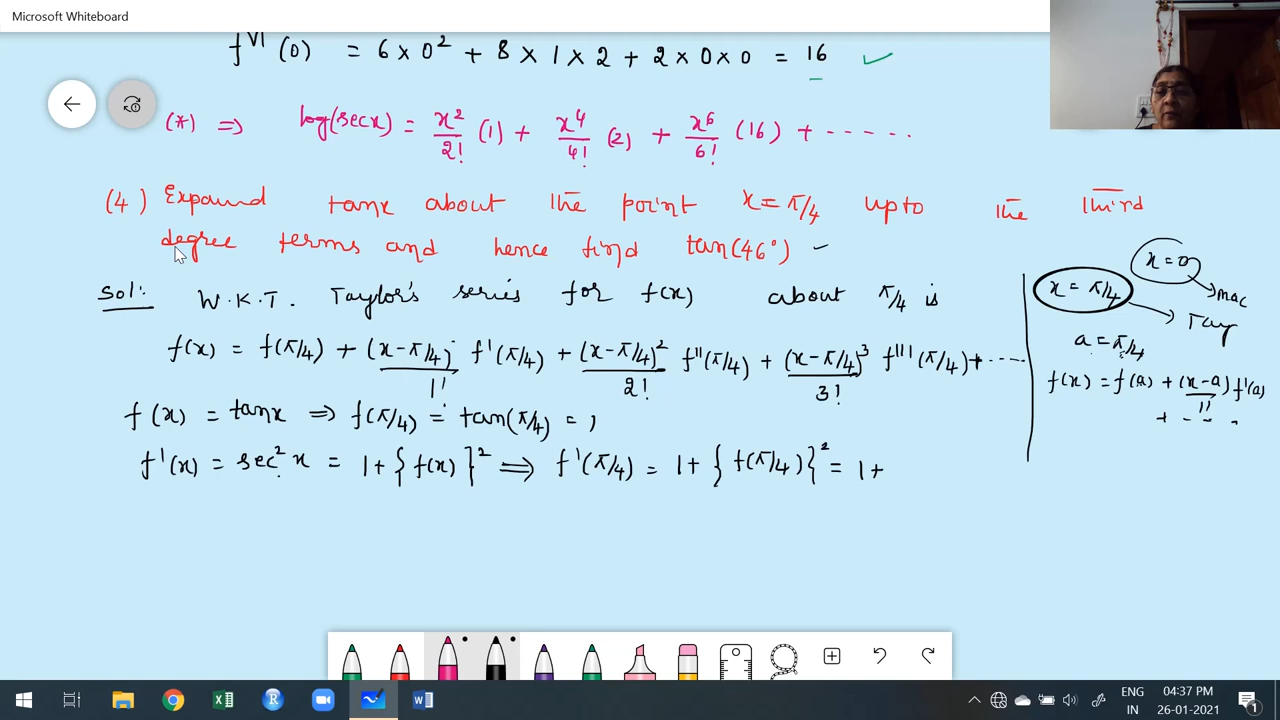 Microsoft Whiteboard
f^VI (0) = 6 × 0² + 8 × 1 × 2 + 2 × 0 × 0 = 16 ✓
(*) ⇒ log(secx) = x²/2! (1) + x⁴/4! (2) + x⁶/6! (16) + ------
(4) Expand tanx about the point x = π/4 upto the third
degree terms and hence find tan(46°)
Sol: W.K.T. Taylor's series for f(x) about π/4 is
f(x) = f(π/4) + (x-π/4)/1! f'(π/4) + (x-π/4)²/2! f''(π/4) + (x-π/4)³/3! f'''(π/4) + ----
f(x) = tanx ⇒ f(π/4) = tan(π/4) = 1
f'(x) = sec²x = 1+{f(x)}² ⇒ f'(π/4) = 1+{f(π/4)}² = 1+
x=0
mac
x = π/4
Tay
a = π/4
f(x) = f(a) + (x-a)/1! f'(a)
+ - - - .
ENG
IN
04:37 PM
26-01-2021
1